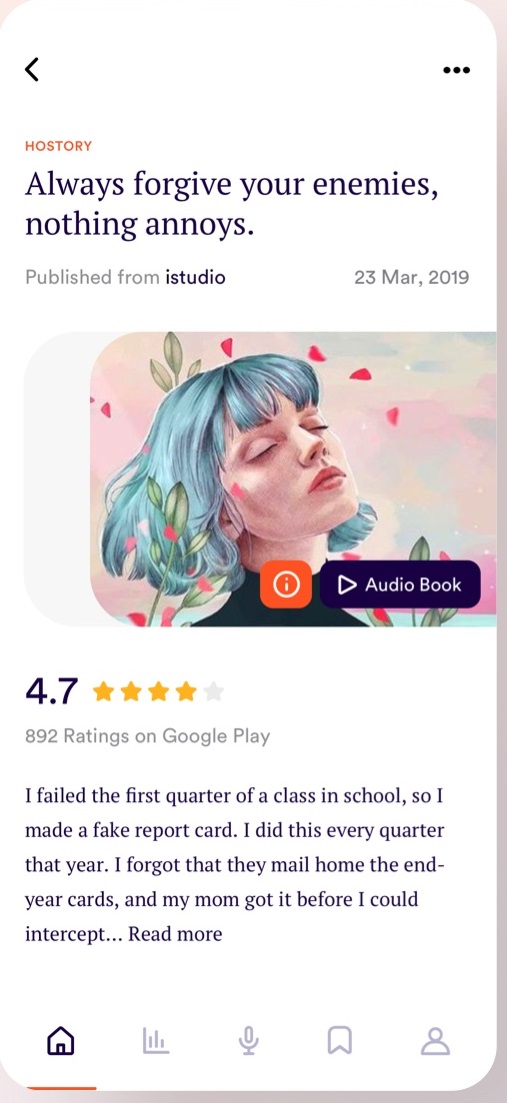 HOSTORY
Always forgive your enemies,
nothing annoys.
Published from istudio
23 Mar, 2019
Audio Book
4.7
892 Ratings on Google Play
I failed the first quarter of a class in school, so I
made a fake report card. I did this every quarter
that year. I forgot that they mail home the end-
year cards, and my mom got it before I could
intercept... Read more